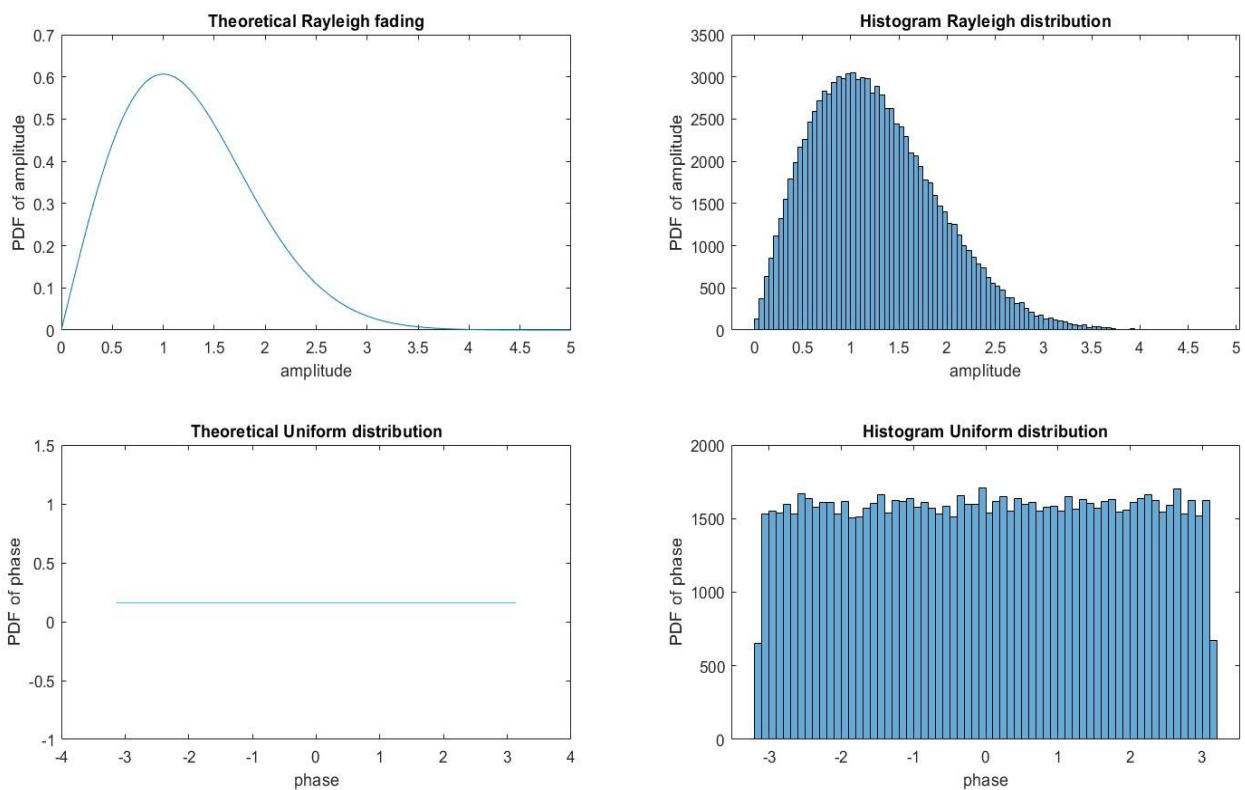 Theoretical Rayleigh fading
0.7
0.6
0.5
0.4
0.3
0.2
0.1
0
PDF of amplitude
0 0.5 1 1.5 2 2.5 3 3.5 4 4.5 5
amplitude
Histogram Rayleigh distribution
3500
3000
2500
2000
1500
1000
500
0
PDF of amplitude
0 0.5 1 1.5 2 2.5 3 3.5 4 4.5 5
amplitude
Theoretical Uniform distribution
1.5
1
0.5
0
-0.5
-1
PDF of phase
-4 -3 -2 -1 0 1 2 3 4
phase
Histogram Uniform distribution
2000
1500
1000
500
0
PDF of phase
-3 -2 -1 0 1 2 3
phase